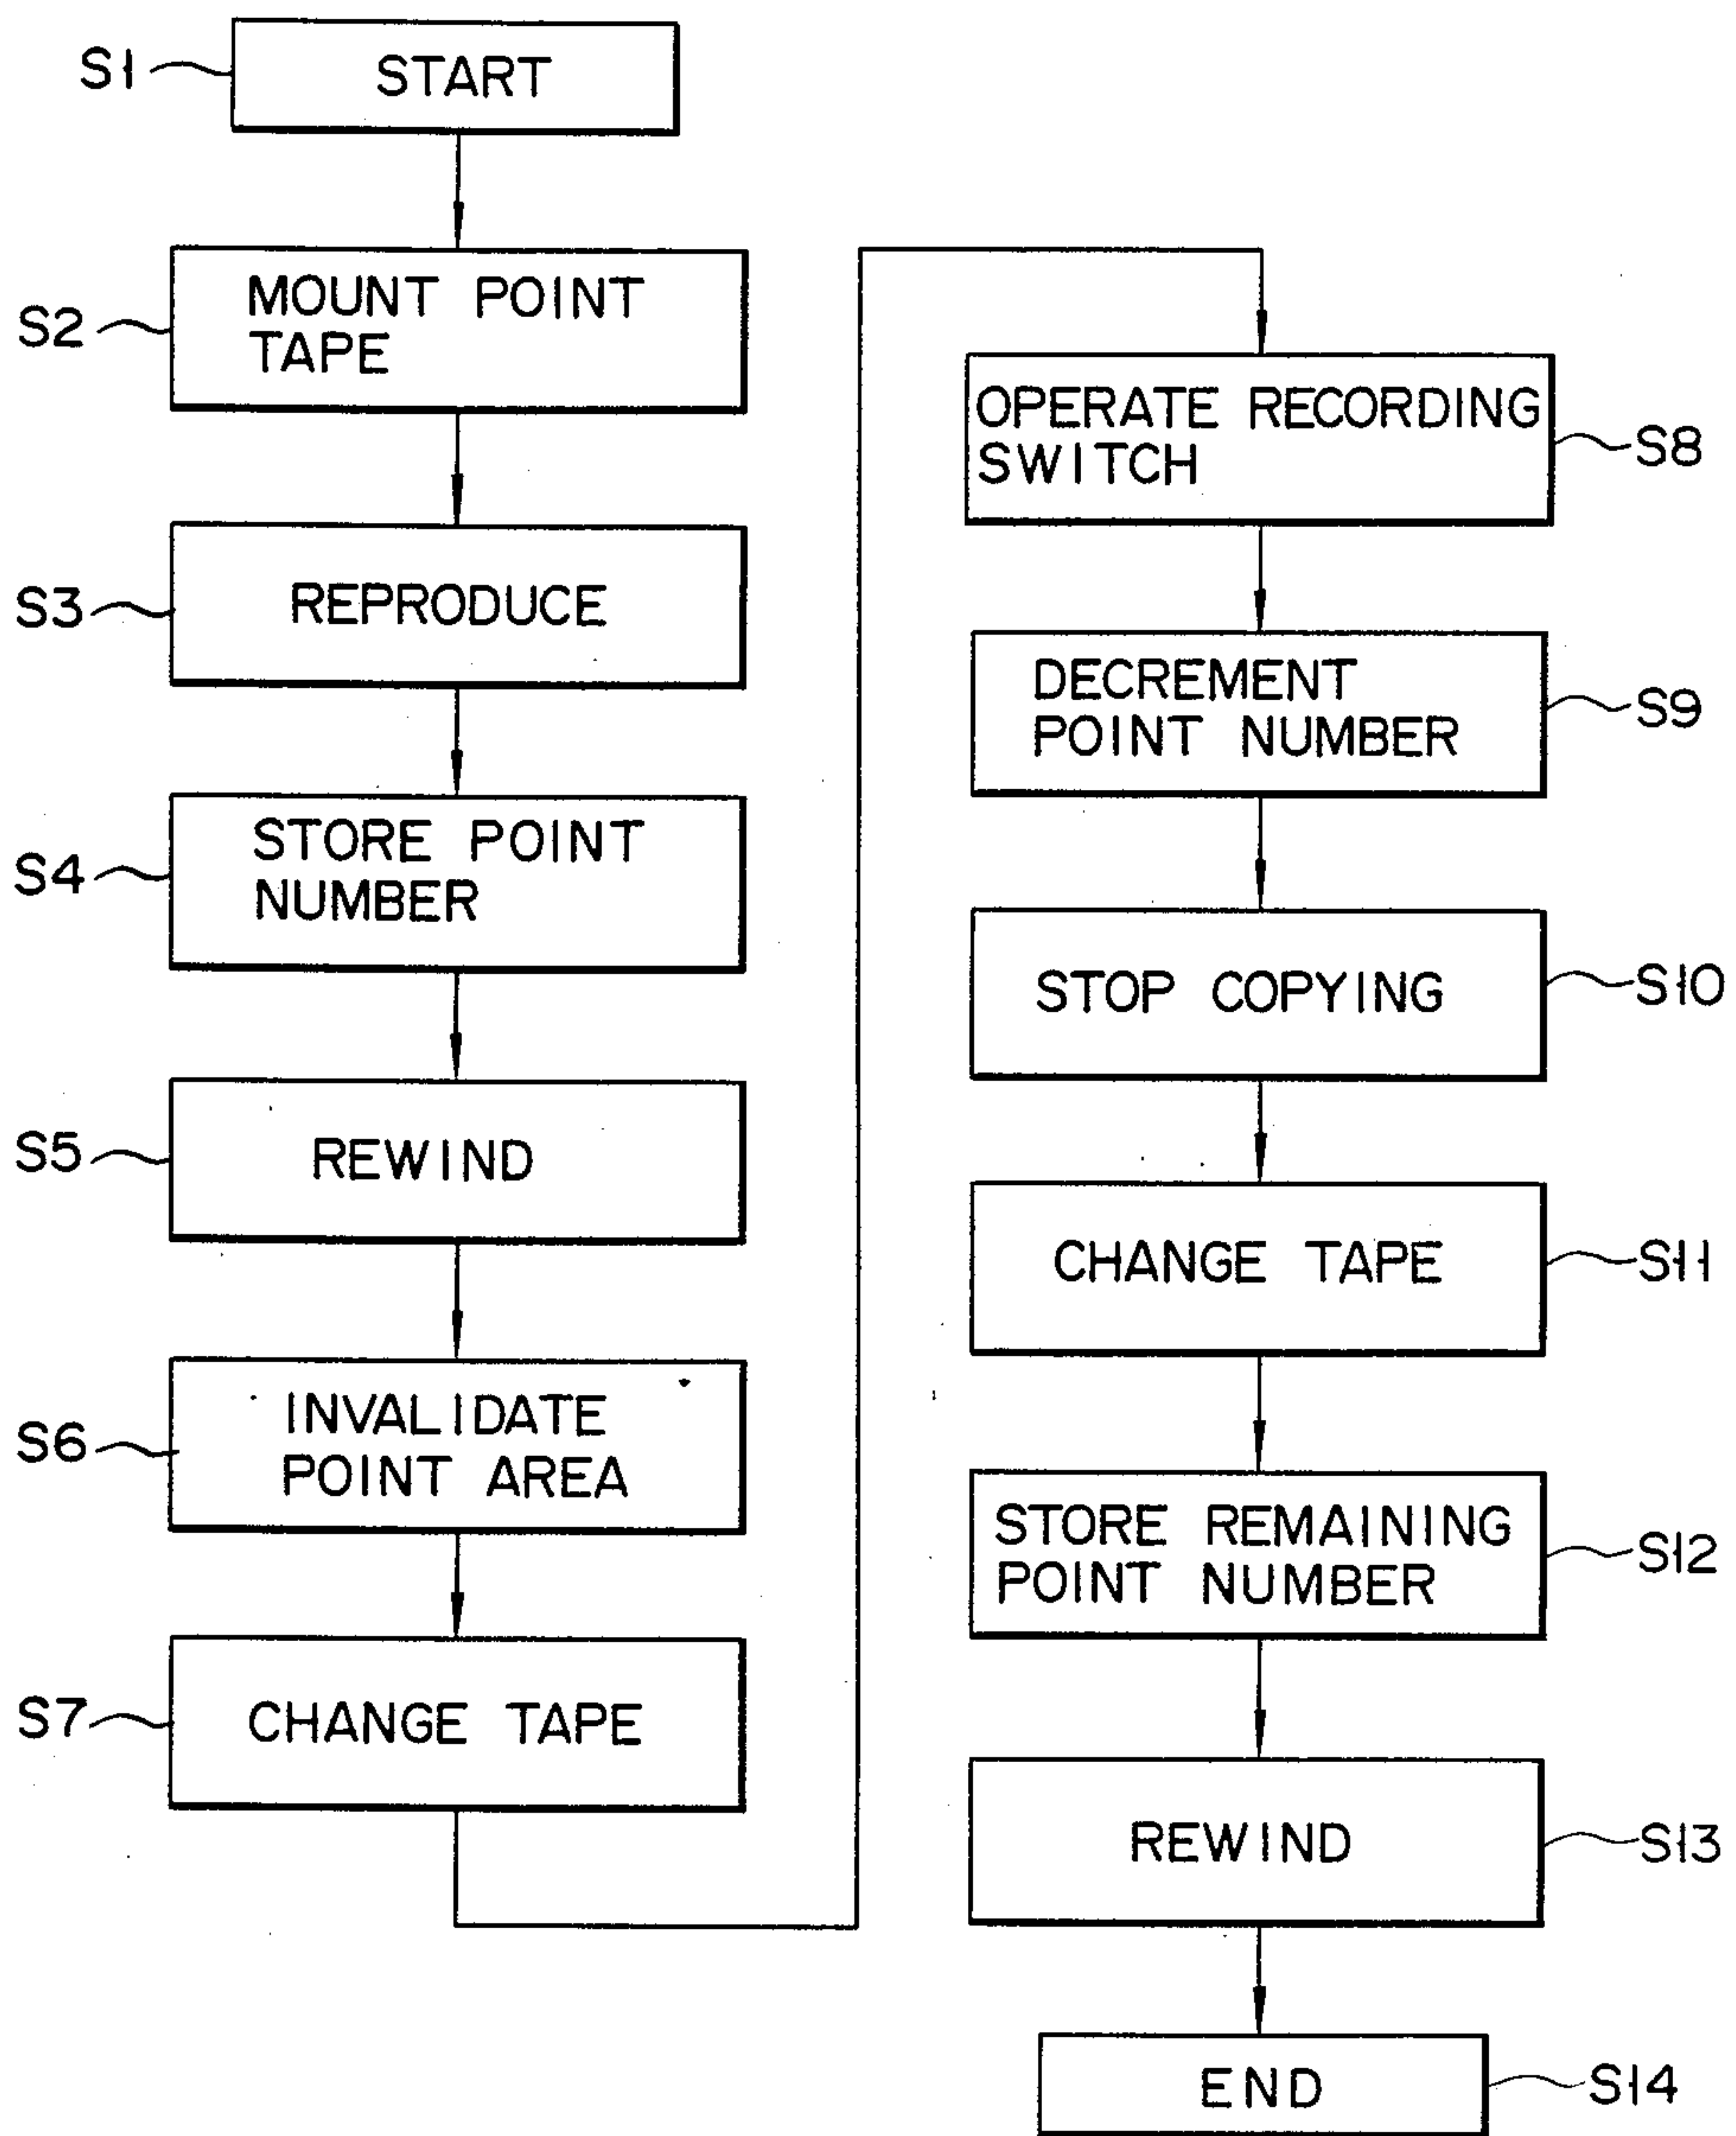 S1
START
S2
MOUNT POINT
TAPE
S3
REPRODUCE
S4
STORE POINT
NUMBER
S5
REWIND
S6
INVALIDATE
POINT AREA
S7
CHANGE TAPE
OPERATE RECORDING
SWITCH
S8
DECREMENT
POINT NUMBER
S9
STOP COPYING
S10
CHANGE TAPE
S11
STORE REMAINING
POINT NUMBER
S12
REWIND
S13
END
S14